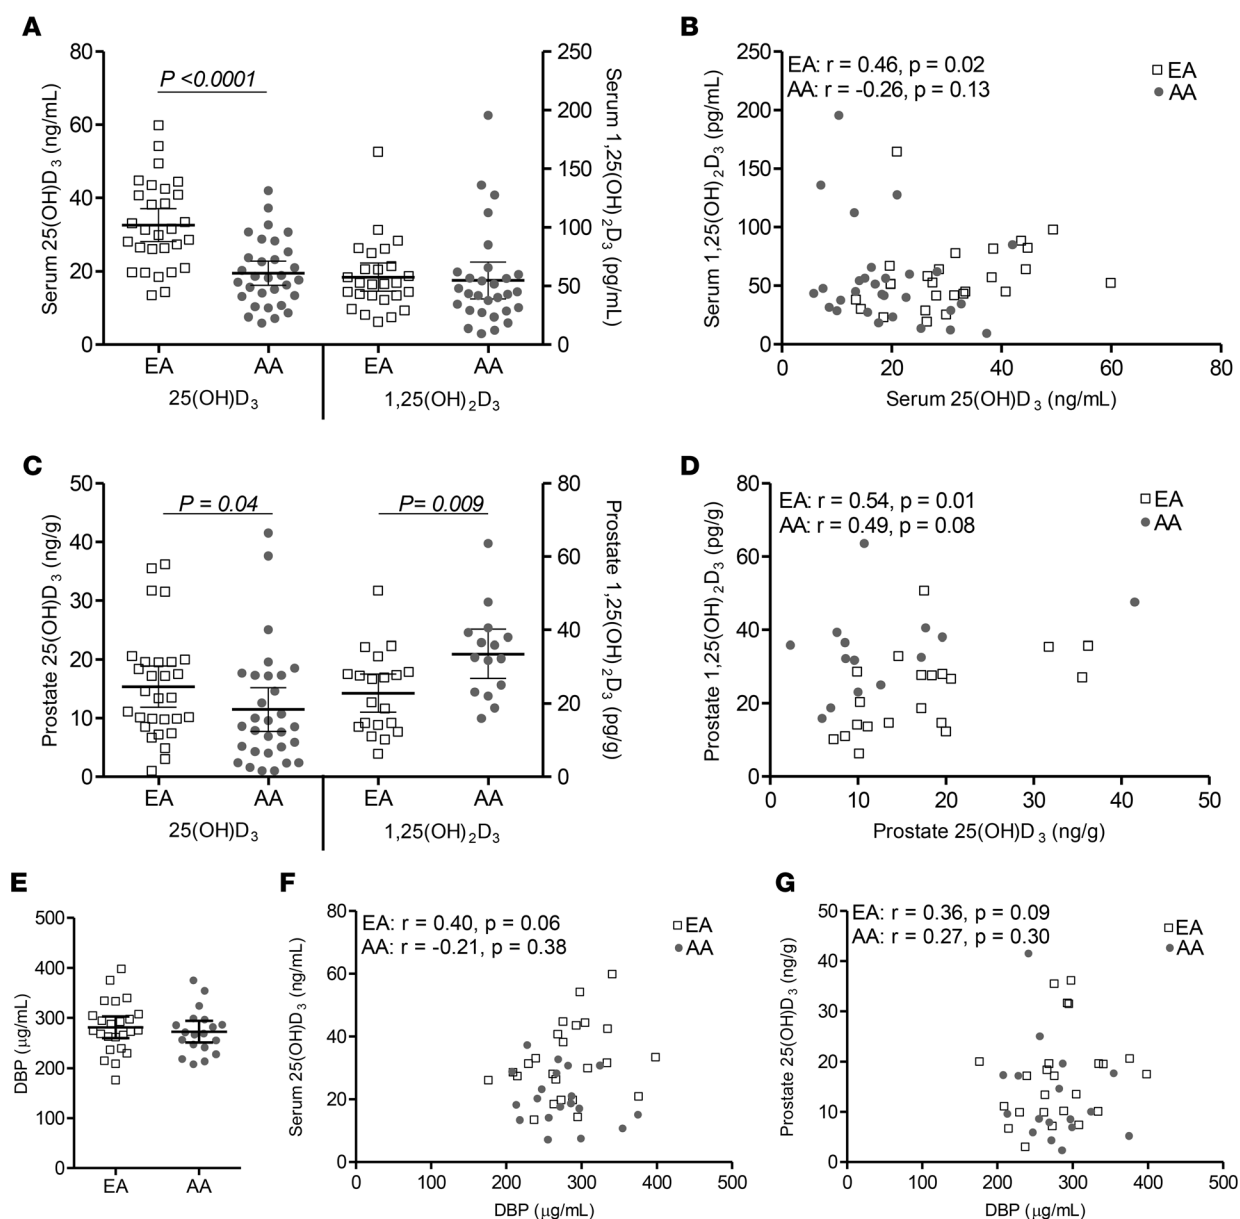 A
80
60
40
20
0
Serum 25(OH)D3 (ng/mL)
P <0.0001
250
200
150
100
50
0
Serum 1,25(OH)2D3 (pg/mL)
EA AA EA AA
25(OH)D3 1,25(OH)2D3
B
250
200
150
100
50
0
Serum 1,25(OH)2D3 (pg/mL)
EA: r = 0.46, p = 0.02
AA: r = -0.26, p = 0.13
EA
AA
0 20 40 60 80
Serum 25(OH)D3 (ng/mL)
C
50
40
30
20
10
0
Prostate 25(OH)D3 (ng/g)
P = 0.04
P= 0.009
80
60
40
20
0
Prostate 1,25(OH)2D3 (pg/g)
EA AA EA AA
25(OH)D3 1,25(OH)2D3
D
80
60
40
20
0
Prostate 1,25(OH)2D3 (pg/g)
EA: r = 0.54, p = 0.01
AA: r = 0.49, p = 0.08
EA
AA
0 10 20 30 40 50
Prostate 25(OH)D3 (ng/g)
E
500
400
300
200
100
0
DBP (μg/mL)
EA AA
F
80
60
40
20
0
Serum 25(OH)D3 (ng/mL)
EA: r = 0.40, p = 0.06
AA: r = -0.21, p = 0.38
EA
AA
0 100 200 300 400 500
DBP (μg/mL)
G
50
40
30
20
10
0
Prostate 25(OH)D3 (ng/g)
EA: r = 0.36, p = 0.09
AA: r = 0.27, p = 0.30
EA
AA
0 100 200 300 400 500
DBP (μg/mL)